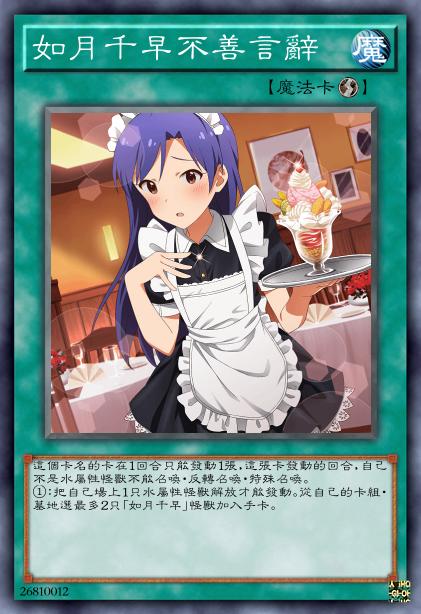 如月千早不善言辭
魔
【魔法卡】
這個卡名的卡在1回合只能發動1張,這張卡發動的回合,自己
不是水屬性怪獸不能召喚·反轉召喚·特殊召喚。
①:把自己場上1只水屬性怪獸解放才能發動。從自己的卡組·
墓地選最多2只「如月千早」怪獸加入手卡。
26810012